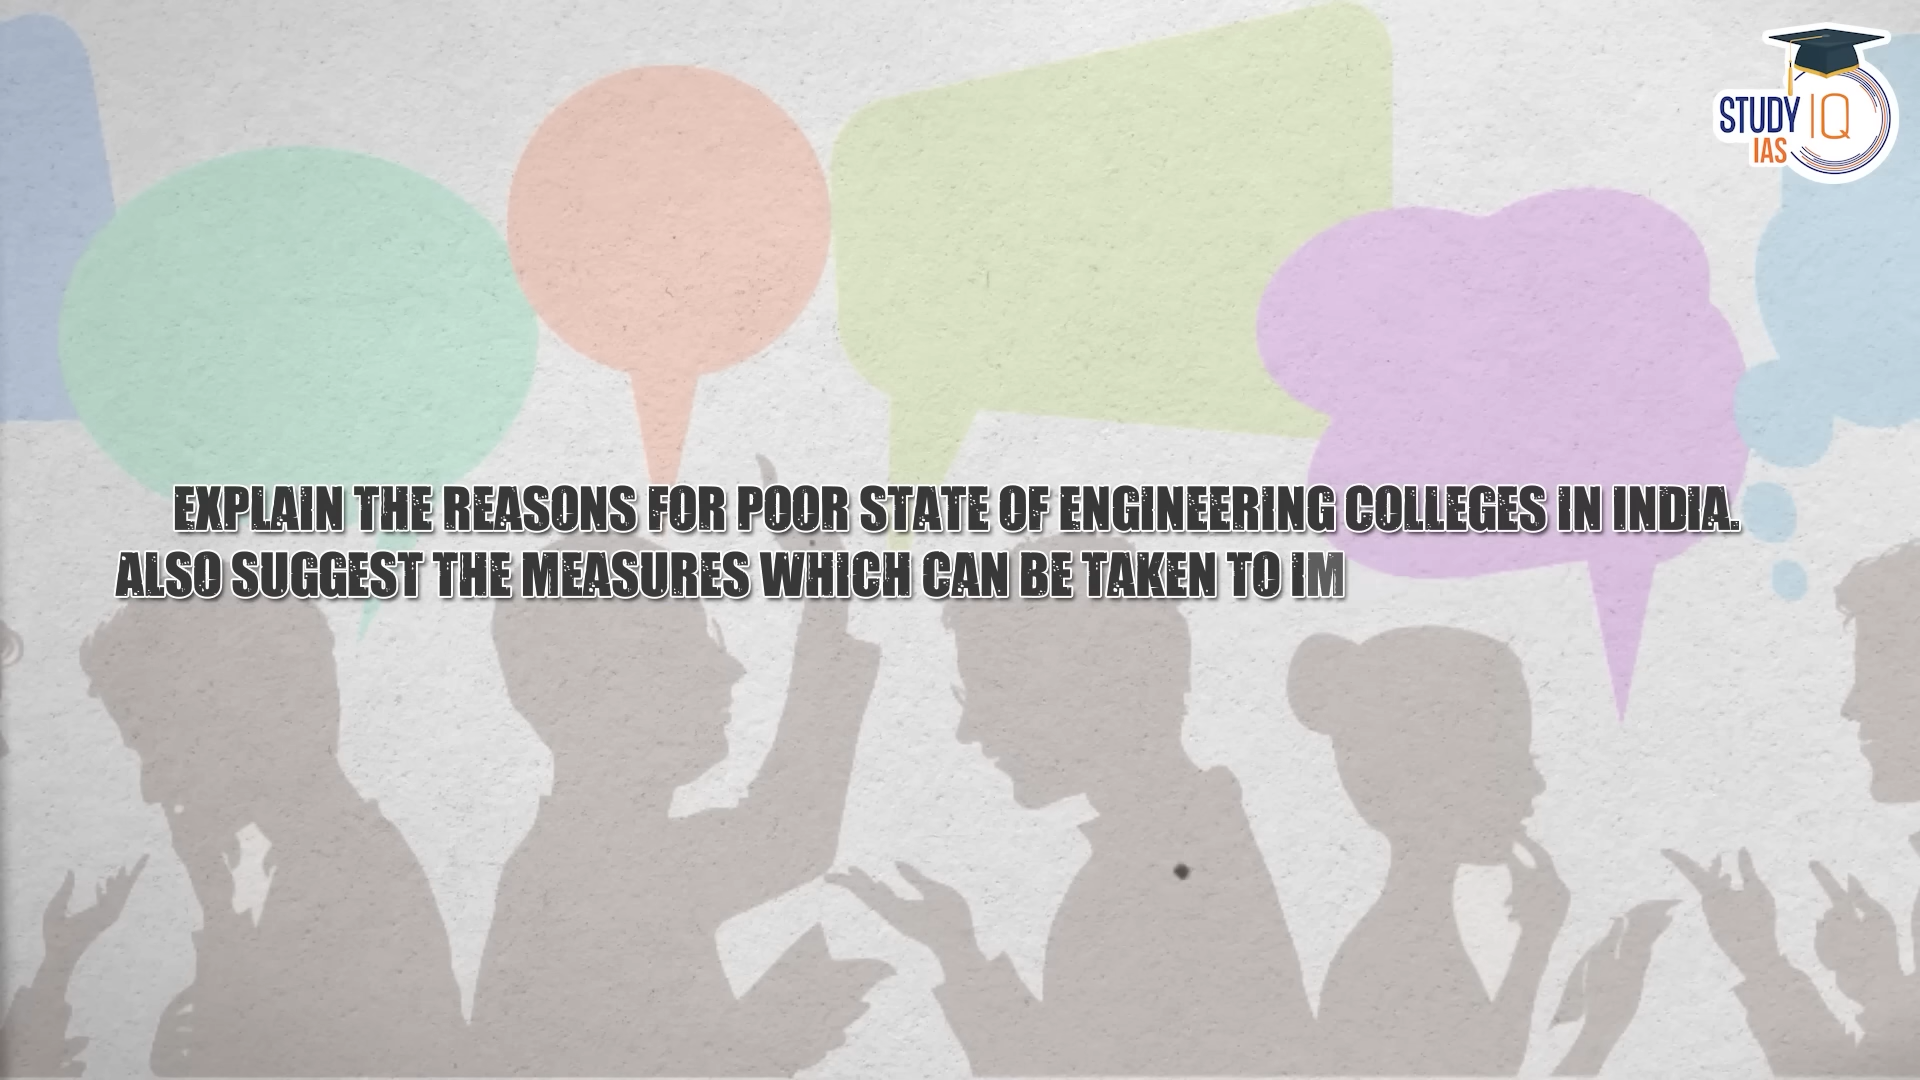 STUDY IQ
IAS
EXPLAIN THE REASONS FOR POOR STATE OF ENGINEERING COLLEGES IN INDIA.
ALSO SUGGEST THE MEASURES WHICH CAN BE TAKEN TO IM